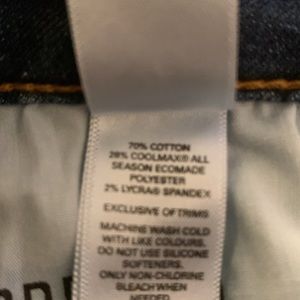 70% COTTON
28% COOLMAX® ALL
SEASON ECOMADE
POLYESTER
2% LYCRA® SPANDEX
EXCLUSIVE OF TRIMS
MACHINE WASH COLD
WITH LIKE COLOURS.
DO NOT USE SILICONE
SOFTENERS.
ONLY NON-CHLORINE
BLEACH WHEN
NEEDED